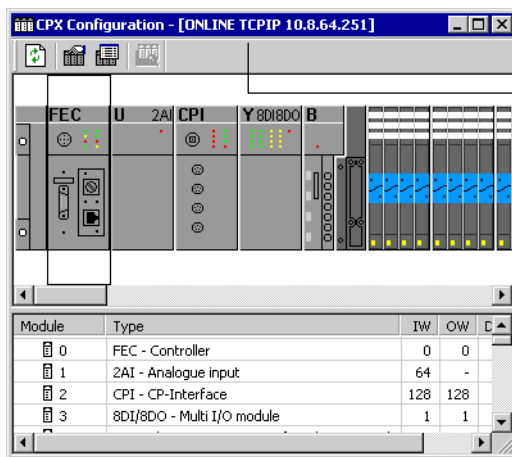 CPX Configuration - [ONLINE TCPIP 10.8.64.251]
FEC U 2AI CPI Y 8DI8DO B
Module Type IW OW
0 FEC - Controller 0 0
1 2AI - Analogue input 64 -
2 CPI - CP-Interface 128 128
3 8DI/8DO - Multi I/O module 1 1